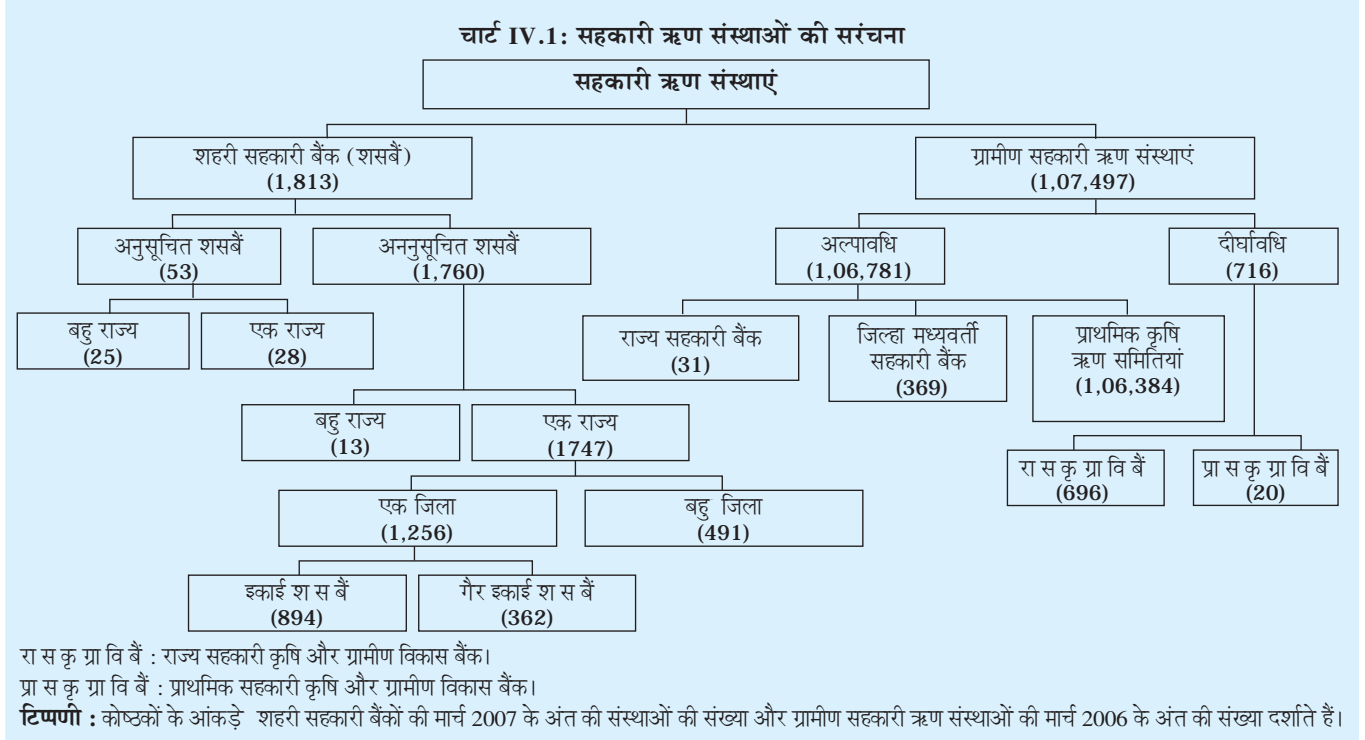 चार्ट IV.1: सहकारी ऋण संस्थाओं की सरंचना
सहकारी ऋण संस्थाएं
शहरी सहकारी बैंक (शसबैं)
(1,813)
ग्रामीण सहकारी ऋण संस्थाएं
(1,07,497)
अनुसूचित शसबैं
(53)
अननुसूचित शसबैं
(1,760)
अल्पावधि
(1,06,781)
दीर्घावधि
(716)
बहु राज्य
(25)
एक राज्य
(28)
राज्य सहकारी बैंक
(31)
जिल्हा मध्यवर्ती
सहकारी बैंक
(369)
प्राथमिक कृषि
ऋण समितियां
(1,06,384)
बहु राज्य
(13)
एक राज्य
(1747)
रा स कृ ग्रा वि बैं
(696)
प्रा स कृ ग्रा वि बैं
(20)
एक जिला
(1,256)
बहु जिला
(491)
इकाई श स बैं
(894)
गैर इकाई श स बैं
(362)
रा स कृ ग्रा वि बैं : राज्य सहकारी कृषि और ग्रामीण विकास बैंक।
प्रा स कृ ग्रा वि बैं : प्राथमिक सहकारी कृषि और ग्रामीण विकास बैंक।
टिप्पणी : कोष्ठकों के आंकड़े शहरी सहकारी बैंकों की मार्च 2007 के अंत की संस्थाओं की संख्या और ग्रामीण सहकारी ऋण संस्थाओं की मार्च 2006 के अंत की संख्या दर्शाते हैं।